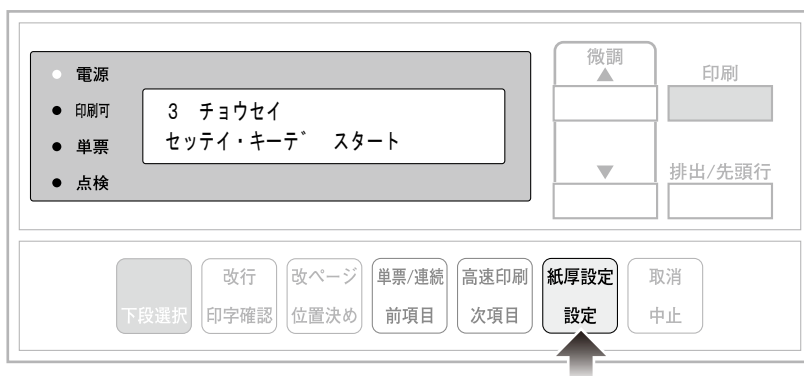 電源
印刷可
単票
点検
3 チョウセイ
セッテイ・キーデ゛ スタート
微調
▲
▼
印刷
排出/先頭行
下段選択
改行
印字確認
改ページ
位置決め
単票/連続
前項目
高速印刷
次項目
紙厚設定
設定
取消
中止